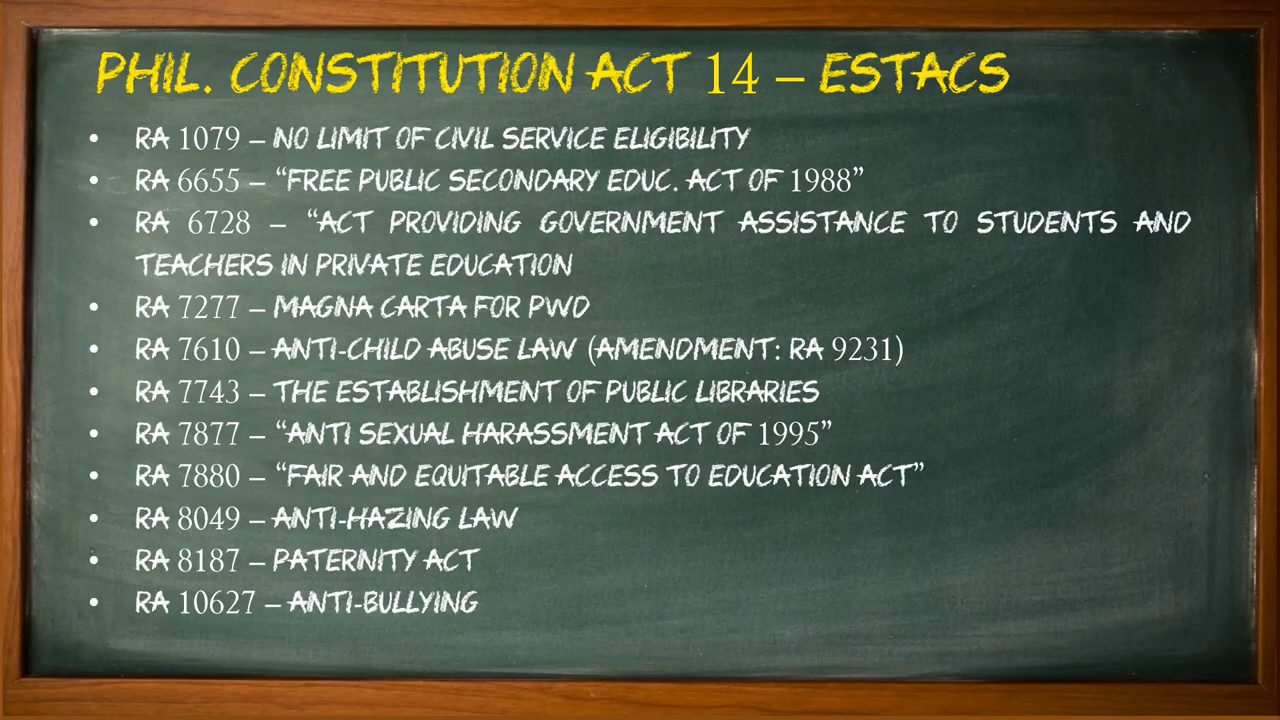 PHIL. CONSTITUTION ACT 14 – ESTACS
• RA 1079 – NO LIMIT OF CIVIL SERVICE ELIGIBILITY
• RA 6655 – “FREE PUBLIC SECONDARY EDUC. ACT OF 1988”
• RA 6728 – “ACT PROVIDING GOVERNMENT ASSISTANCE TO STUDENTS AND
TEACHERS IN PRIVATE EDUCATION
• RA 7277 – MAGNA CARTA FOR PWD
• RA 7610 – ANTI-CHILD ABUSE LAW (AMENDMENT: RA 9231)
• RA 7743 – THE ESTABLISHMENT OF PUBLIC LIBRARIES
• RA 7877 – “ANTI SEXUAL HARASSMENT ACT OF 1995”
• RA 7880 – “FAIR AND EQUITABLE ACCESS TO EDUCATION ACT”
• RA 8049 – ANTI-HAZING LAW
• RA 8187 – PATERNITY ACT
• RA 10627 – ANTI-BULLYING